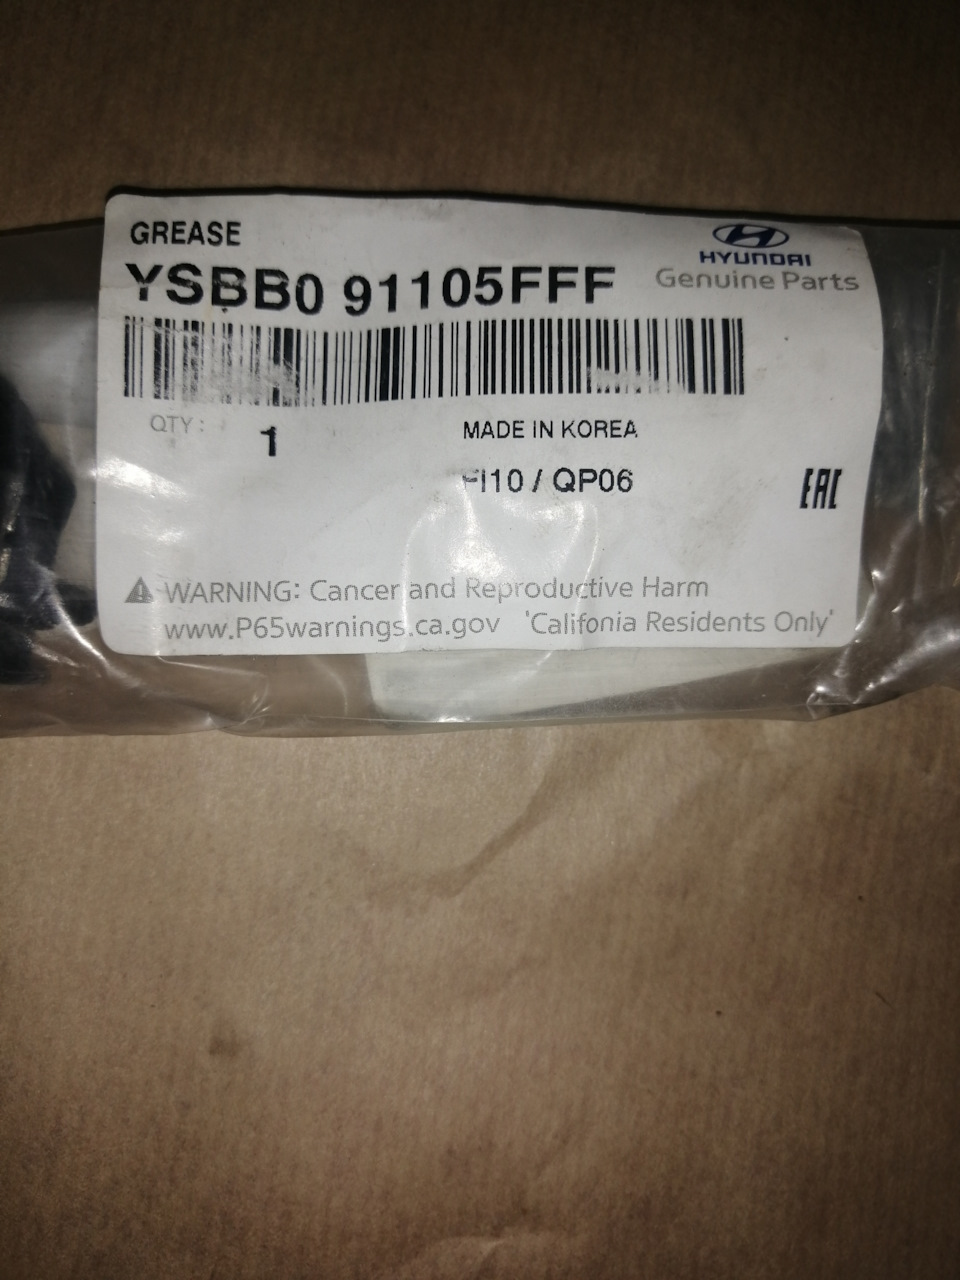 GREASE
HYUNDAI
YSBB0 91105FFF
Genuine Parts
QTY : 1
MADE IN KOREA
/ QP06
EAC
WARNING: Cancer and Reproductive Harm
www.P65warnings.ca.gov 'Califonia Residents Only'